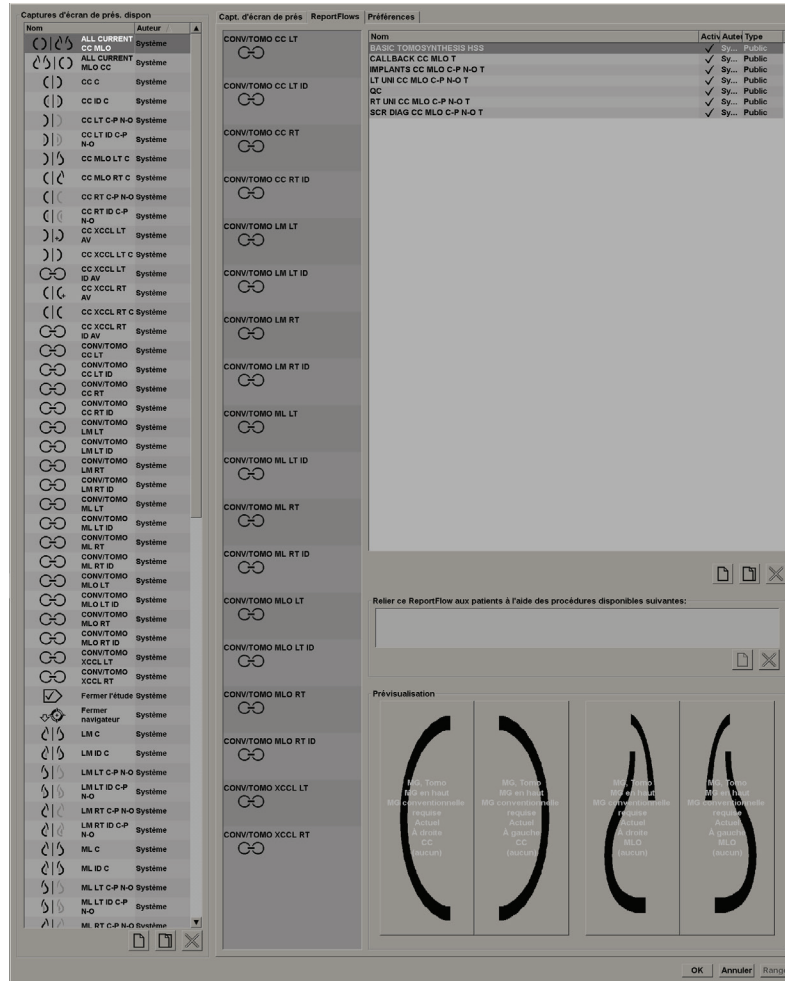 Captures d'écran de prés. dispon
Nom Auteur
ALL CURRENT
CC MLO Système
ALL CURRENT
MLO CC Système
CC C Système
CC ID C Système
CC LT C-P N-O Système
CC LT ID C-P
N-O Système
CC MLO LT C Système
CC MLO RT C Système
CC RT C-P N-O Système
CC RT ID C-P
N-O Système
CC XCCL LT
AV Système
CC XCCL LT C Système
CC XCCL LT
ID AV Système
CC XCCL RT
AV Système
CC XCCL RT C Système
CC XCCL RT
ID AV Système
CONV/TOMO
CC LT Système
CONV/TOMO
CC LT ID Système
CONV/TOMO
CC RT Système
CONV/TOMO
CC RT ID Système
CONV/TOMO
LM LT Système
CONV/TOMO
LM LT ID Système
CONV/TOMO
LM RT Système
CONV/TOMO
LM RT ID Système
CONV/TOMO
ML LT Système
CONV/TOMO
ML LT ID Système
CONV/TOMO
ML RT Système
CONV/TOMO
ML RT ID Système
CONV/TOMO
MLO LT Système
CONV/TOMO
MLO LT ID Système
CONV/TOMO
MLO RT Système
CONV/TOMO
MLO RT ID Système
CONV/TOMO
XCCL LT Système
CONV/TOMO
XCCL RT Système
Fermer l'étude Système
Fermer
navigateur Système
LM C Système
LM ID C Système
LM LT C-P N-O Système
LM LT ID C-P
N-O Système
LM RT C-P N-O Système
LM RT ID C-P
N-O Système
ML C Système
ML ID C Système
ML LT C-P N-O Système
ML LT ID C-P
N-O Système
ML RT C-P N-O Système
Capt. d'écran de prés ReportFlows Préférences
CONV/TOMO CC LT
CONV/TOMO CC LT ID
CONV/TOMO CC RT
CONV/TOMO CC RT ID
CONV/TOMO LM LT
CONV/TOMO LM LT ID
CONV/TOMO LM RT
CONV/TOMO LM RT ID
CONV/TOMO ML LT
CONV/TOMO ML LT ID
CONV/TOMO ML RT
CONV/TOMO ML RT ID
CONV/TOMO MLO LT
CONV/TOMO MLO LT ID
CONV/TOMO MLO RT
CONV/TOMO MLO RT ID
CONV/TOMO XCCL LT
CONV/TOMO XCCL RT
Nom Activ Auteu Type
BASIC TOMOSYNTHESIS HSS Sy... Public
CALLBACK CC MLO T Sy... Public
IMPLANTS CC MLO C-P N-O T Sy... Public
LT UNI CC MLO C-P N-O T Sy... Public
QC Sy... Public
RT UNI CC MLO C-P N-O T Sy... Public
SCR DIAG CC MLO C-P N-O T Sy... Public
Relier ce ReportFlow aux patients à l'aide des procédures disponibles suivantes:
Prévisualisation
MG, Tomo
MG en haut
MG conventionnelle
requise
Actuel
À droite
CC
(aucun)
MG, Tomo
MG en haut
MG conventionnelle
requise
Actuel
À gauche
CC
(aucun)
MG, Tomo
MG en haut
MG conventionnelle
requise
Actuel
À droite
MLO
(aucun)
MG, Tomo
MG en haut
MG conventionnelle
requise
Actuel
À gauche
MLO
(aucun)
OK Annuler Range